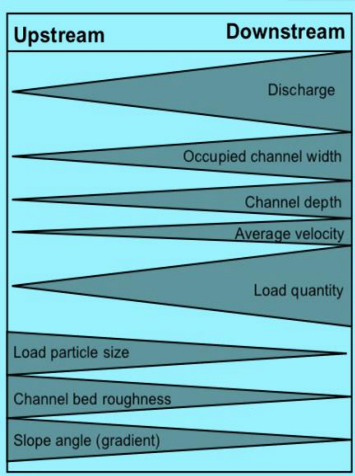 Upstream
Downstream
Discharge
Occupied channel width
Channel depth
Average velocity
Load quantity
Load particle size
Channel bed roughness
Slope angle (gradient)